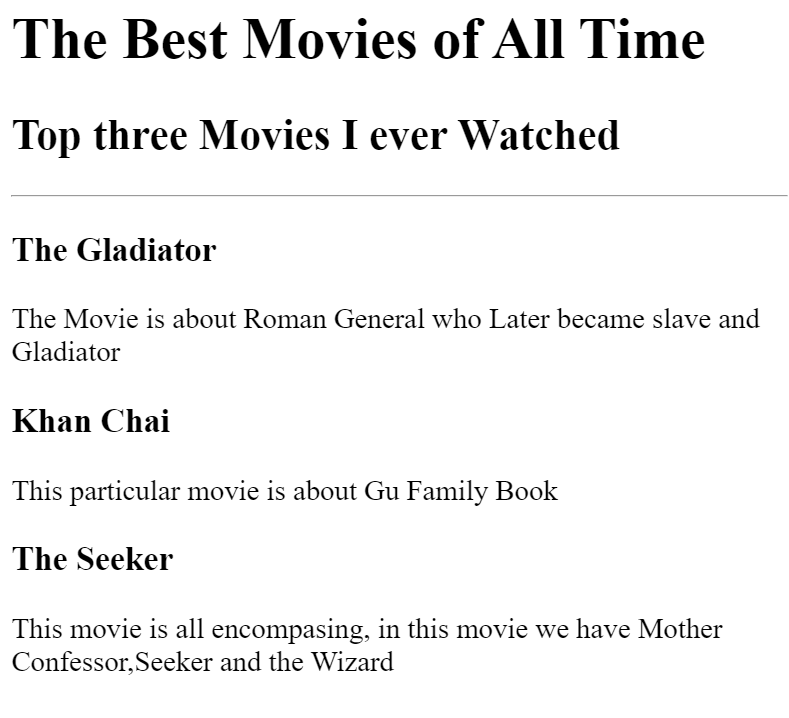 The Best Movies of All Time
Top three Movies I ever Watched
The Gladiator
The Movie is about Roman General who Later became slave and
Gladiator
Khan Chai
This particular movie is about Gu Family Book
The Seeker
This movie is all encompasing, in this movie we have Mother
Confessor,Seeker and the Wizard